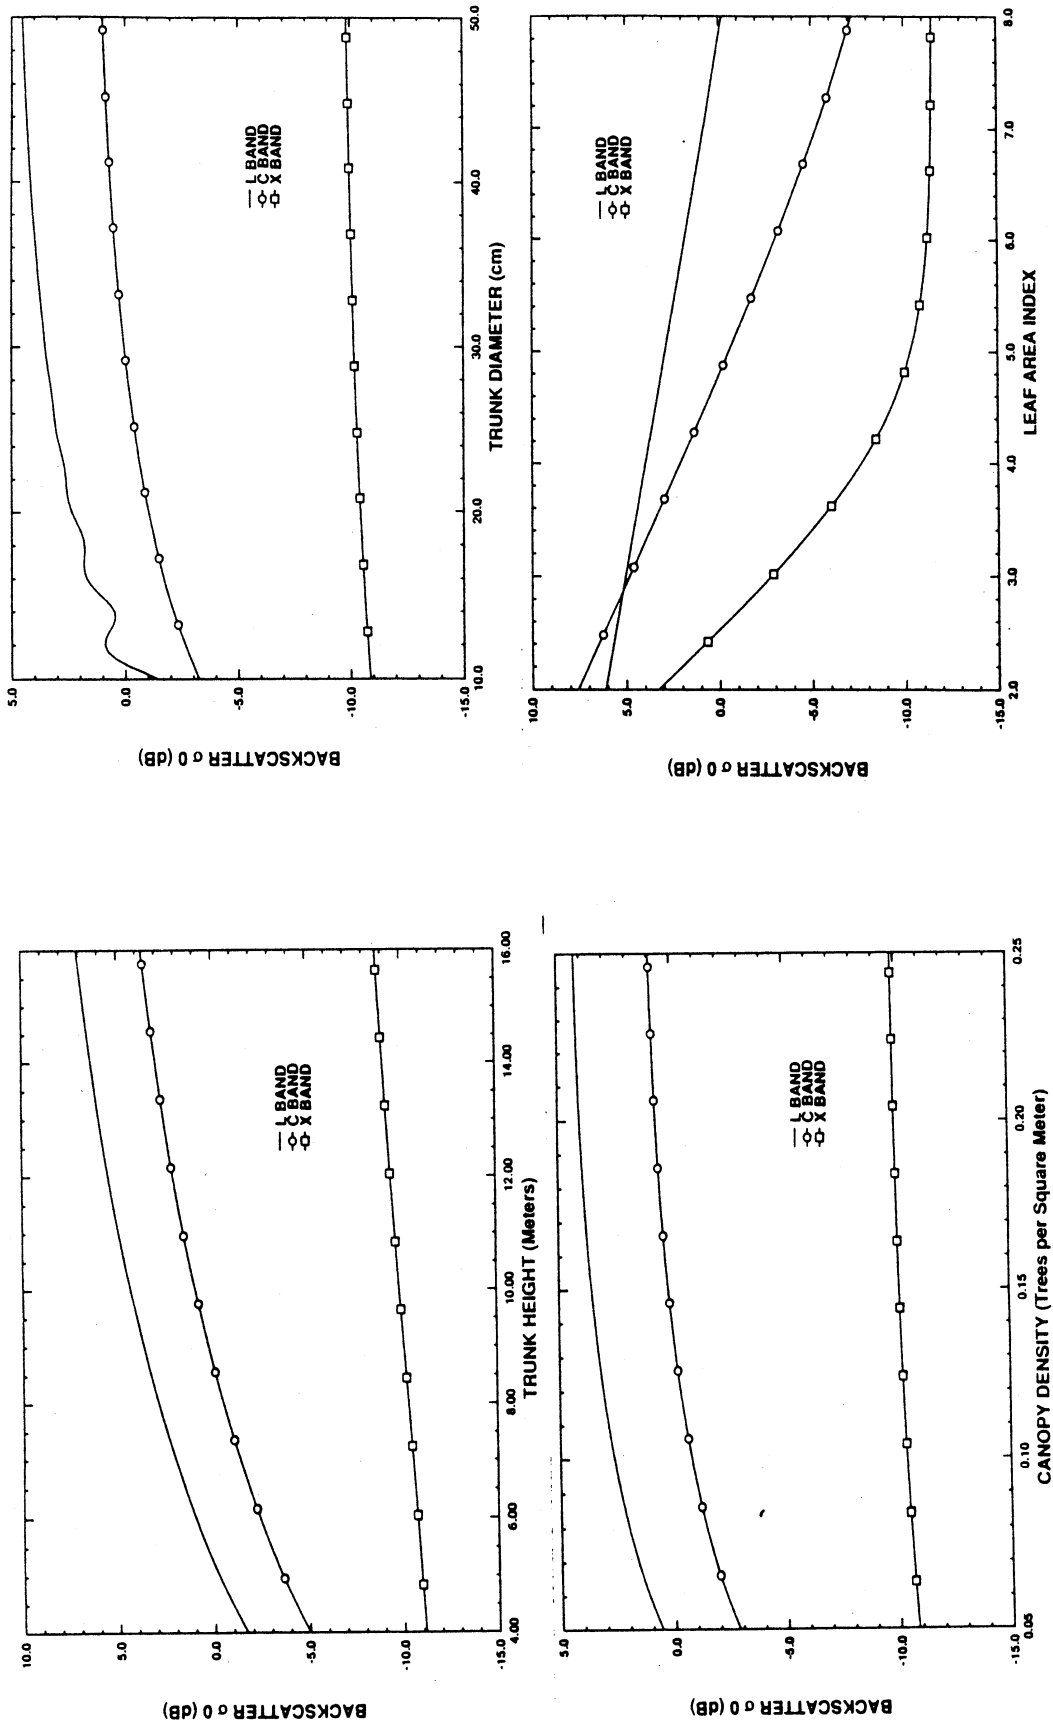 BACKSCATTER σ 0 (dB)
10.0
5.0
0.0
-5.0
-10.0
-15.0
L BAND
C BAND
X BAND
4.00
6.00
8.00
10.00
12.00
14.00
16.00
TRUNK HEIGHT (Meters)
BACKSCATTER σ 0 (dB)
5.0
0.0
-5.0
-10.0
-15.0
L BAND
C BAND
X BAND
10.0
20.0
30.0
40.0
50.0
TRUNK DIAMETER (cm)
BACKSCATTER σ 0 (dB)
5.0
0.0
-5.0
-10.0
-15.0
L BAND
C BAND
X BAND
0.05
0.10
0.15
0.20
0.25
CANOPY DENSITY (Trees per Square Meter)
BACKSCATTER σ 0 (dB)
10.0
5.0
0.0
-5.0
-10.0
-15.0
L BAND
C BAND
X BAND
2.0
3.0
4.0
5.0
6.0
7.0
8.0
LEAF AREA INDEX